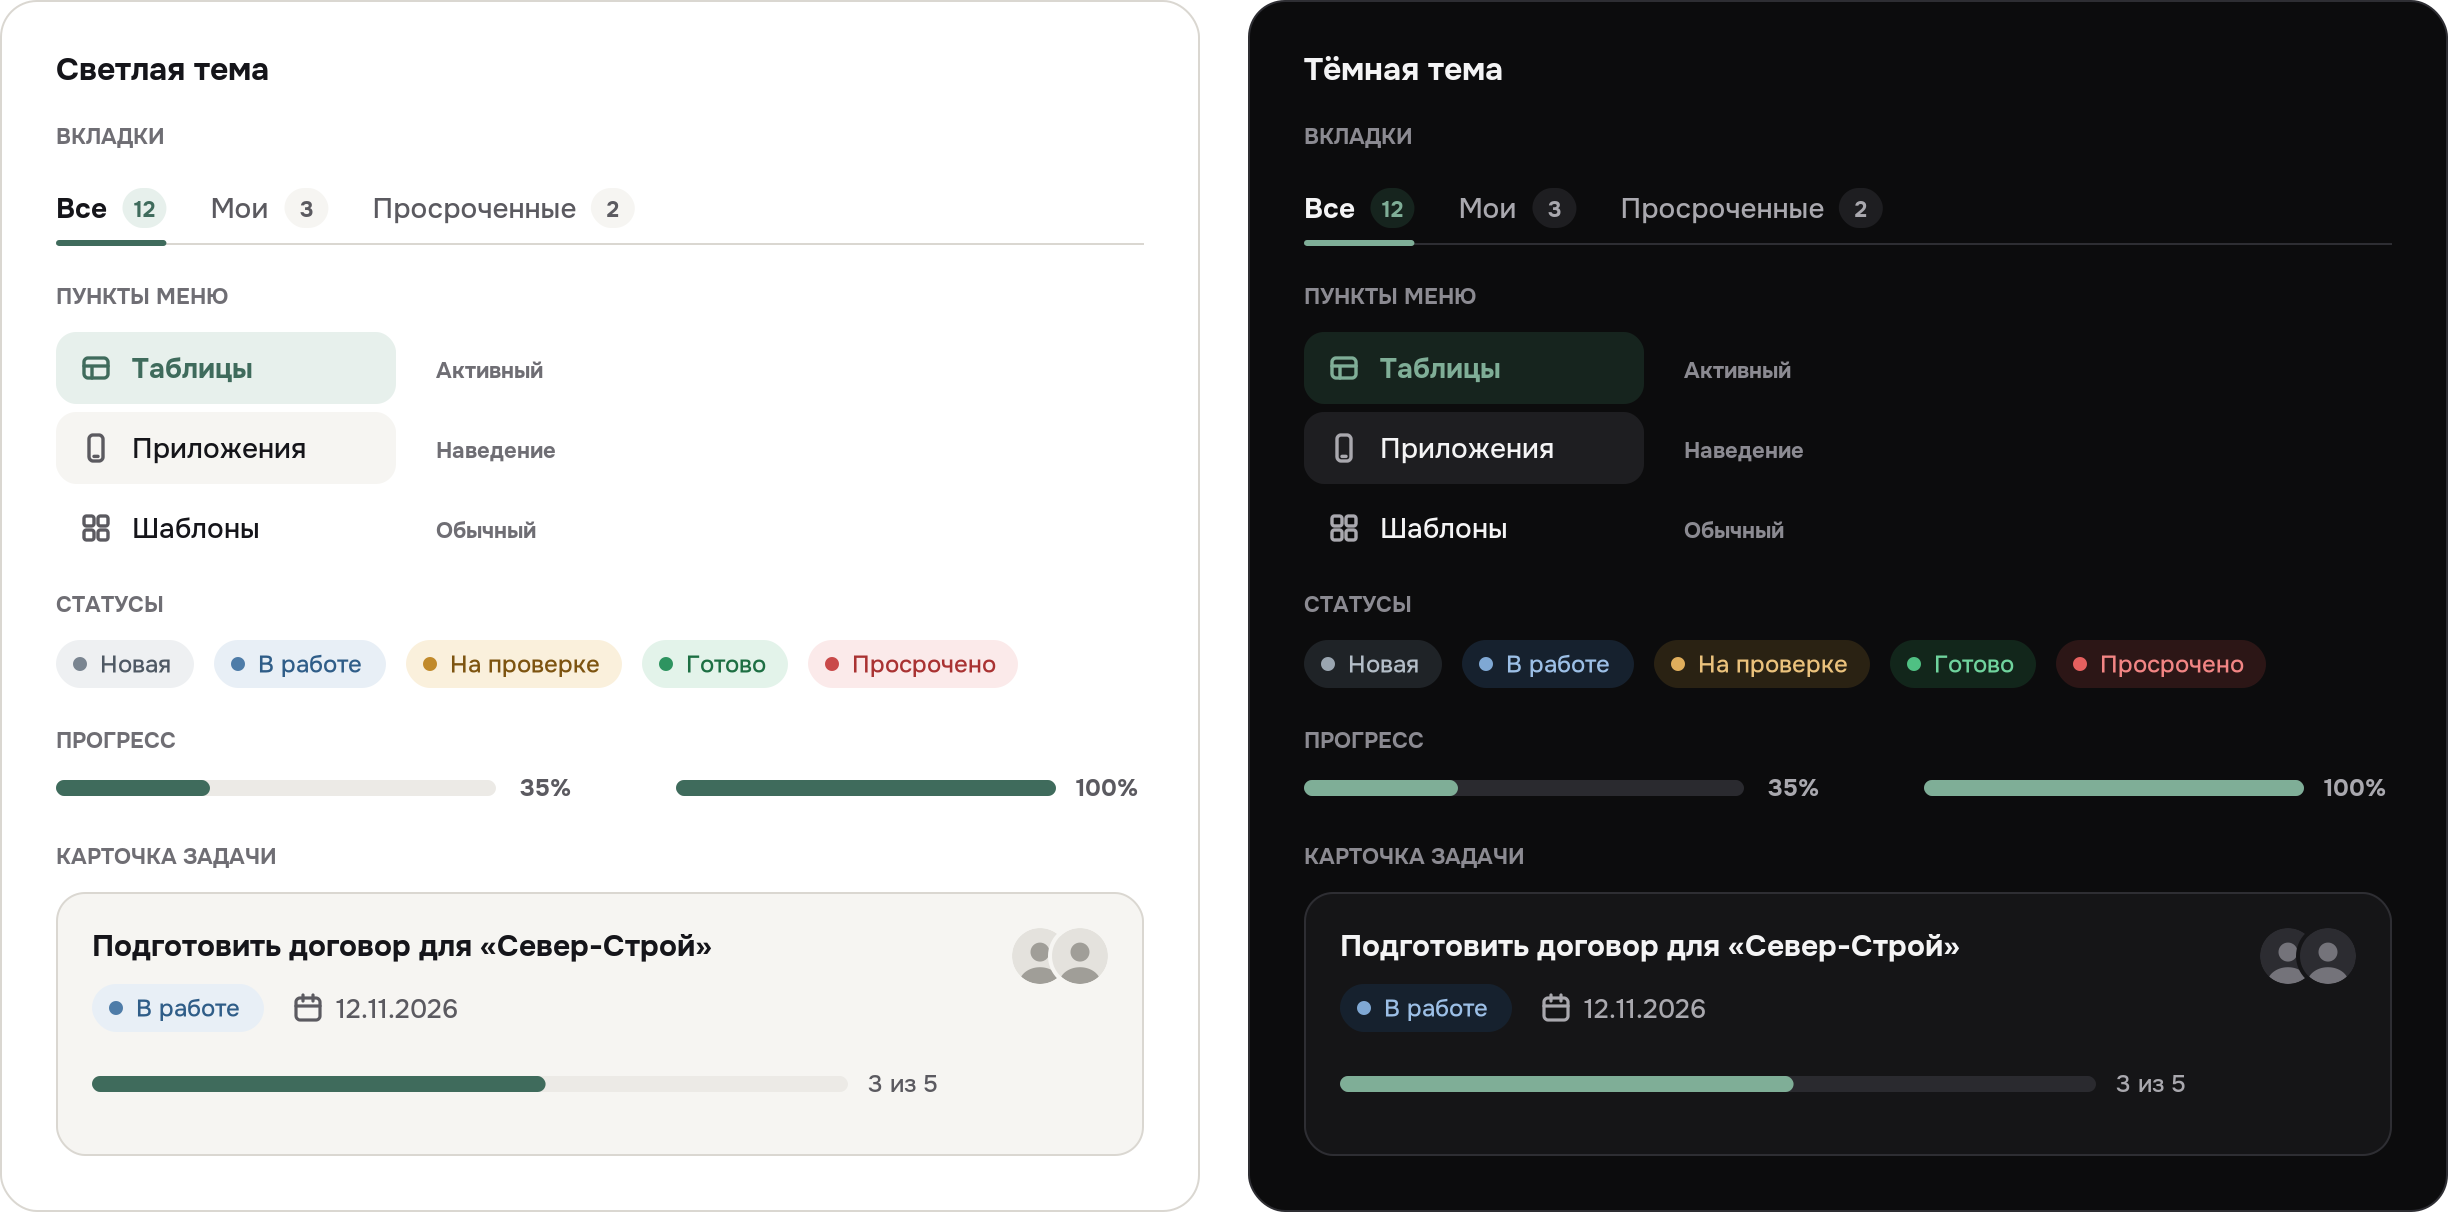 Светлая тема
ВКЛАДКИ
Все 12 Мои 3 Просроченные 2
ПУНКТЫ МЕНЮ
Таблицы Активный
Приложения Наведение
Шаблоны Обычный
СТАТУСЫ
Новая В работе На проверке Готово Просрочено
ПРОГРЕСС
35% 100%
КАРТОЧКА ЗАДАЧИ
Подготовить договор для «Север-Строй»
В работе 12.11.2026
3 из 5
Тёмная тема
ВКЛАДКИ
Все 12 Мои 3 Просроченные 2
ПУНКТЫ МЕНЮ
Таблицы Активный
Приложения Наведение
Шаблоны Обычный
СТАТУСЫ
Новая В работе На проверке Готово Просрочено
ПРОГРЕСС
35% 100%
КАРТОЧКА ЗАДАЧИ
Подготовить договор для «Север-Строй»
В работе 12.11.2026
3 из 5